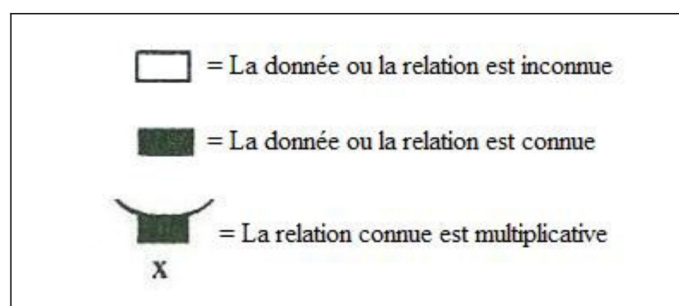 = La donnée ou la relation est inconnue
= La donnée ou la relation est connue
= La relation connue est multiplicative
x